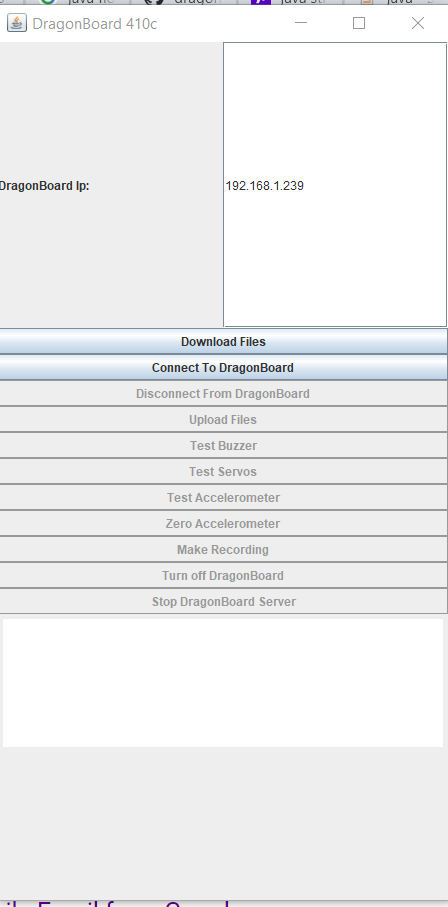 DragonBoard 410c
DragonBoard Ip:
192.168.1.239
Download Files
Connect To DragonBoard
Disconnect From DragonBoard
Upload Files
Test Buzzer
Test Servos
Test Accelerometer
Zero Accelerometer
Make Recording
Turn off DragonBoard
Stop DragonBoard Server